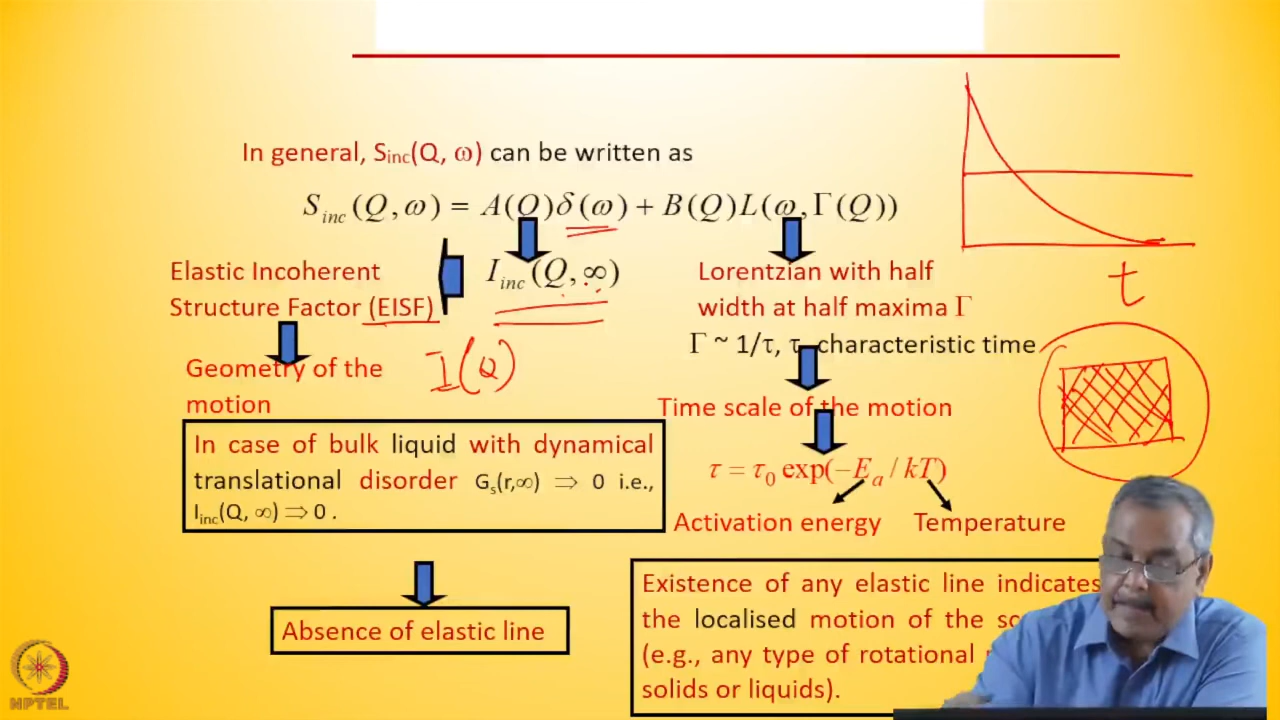 In general, Sinc(Q, ω) can be written as
S_inc (Q, ω) = A(Q)δ(ω) + B(Q)L(ω, Γ(Q))
I_inc (Q, ∞)
Elastic Incoherent
Structure Factor (EISF)
I(Q)
Geometry of the
motion
In case of bulk liquid with dynamical
translational disorder Gs(r,∞) ⇒ 0 i.e.,
Iinc(Q, ∞) ⇒ 0 .
Absence of elastic line
Lorentzian with half
width at half maxima Γ
Γ ~ 1/τ, τ characteristic time
Time scale of the motion
τ = τ₀ exp(−Eₐ / kT)
Activation energy
Temperature
Existence of any elastic line indicates
the localised motion of the
(e.g., any type of rotational
solids or liquids).
t
NPTEL